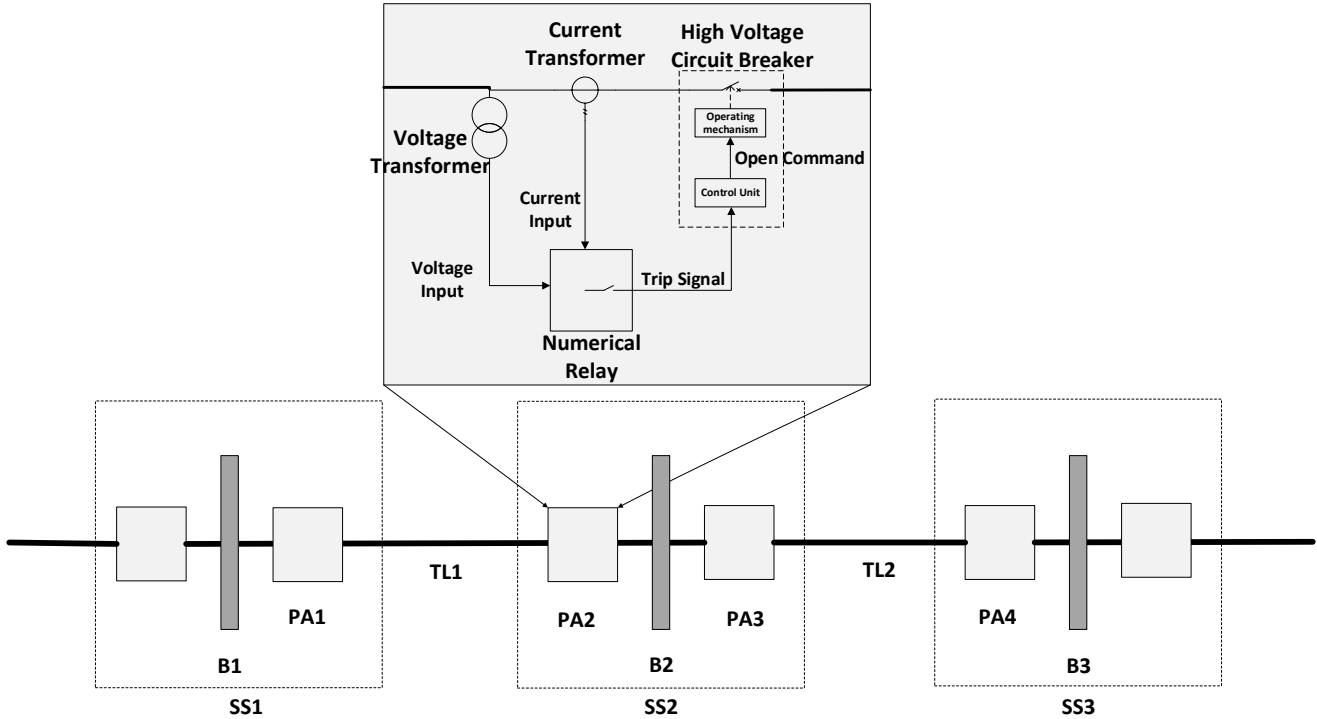 Current
Transformer
High Voltage
Circuit Breaker
Operating
mechanism
Voltage
Transformer
Open Command
Control Unit
Current
Input
Voltage
Input
Trip Signal
Numerical
Relay
TL1
TL2
PA1
PA2
PA3
PA4
B1
B2
B3
SS1
SS2
SS3